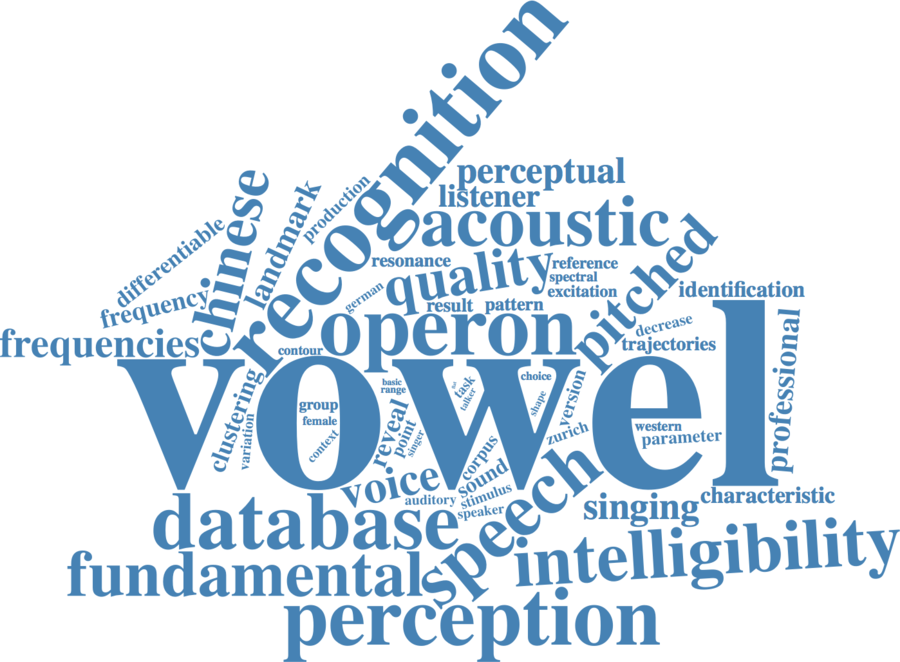 recognition
perceptual
listener
chinese
landmark
production
acoustic
differentiable
pitched
resonance
quality
reference
spectral
excitation
frequency
german
result
pattern
identification
operon
decrease
trajectories
frequencies
contour
professional
vowel
basic
range
task
talker
choice
shape
version
clustering
variation
group
female
context
reveal
point
singer
zurich
western
parameter
corpus
voice
sound
auditory
stimulus
speaker
speech
singing
characteristic
database
intelligibility
fundamental
perception